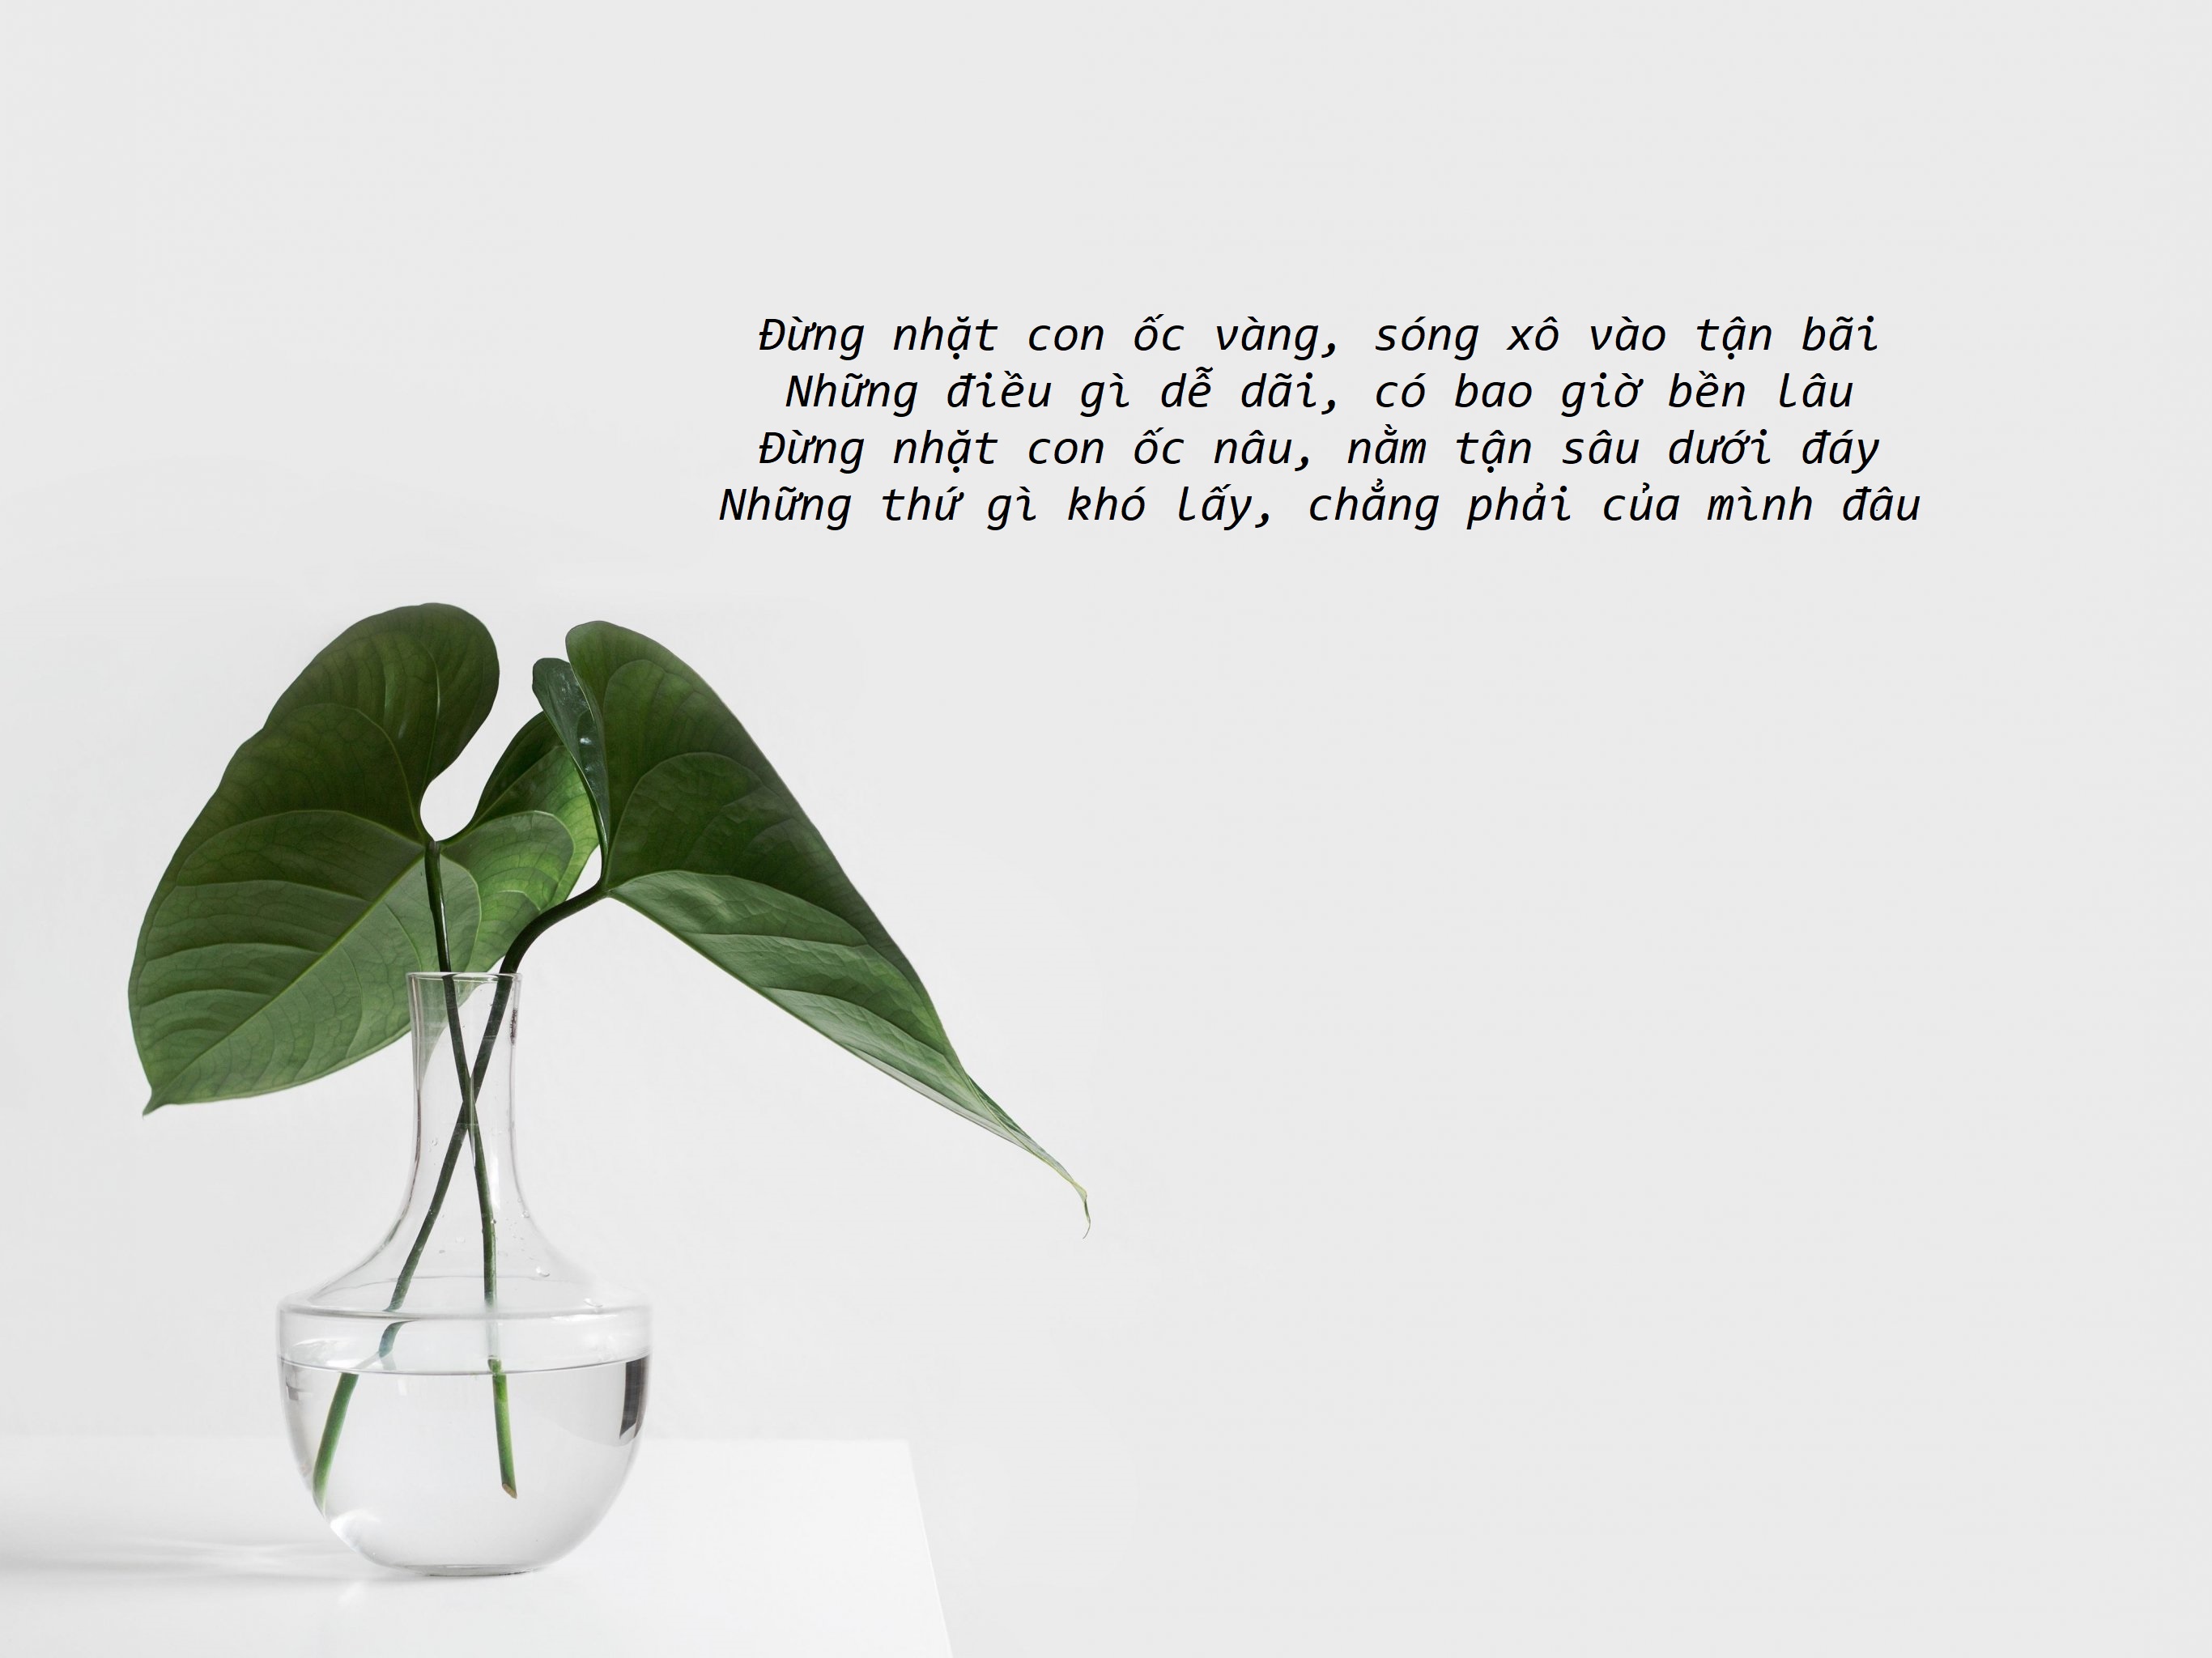 Đừng nhặt con ốc vàng, sóng xô vào tận bãi
Những điều gì dễ dãi, có bao giờ bền lâu
Đừng nhặt con ốc nâu, nằm tận sâu dưới đáy
Những thứ gì khó lấy, chẳng phải của mình đâu